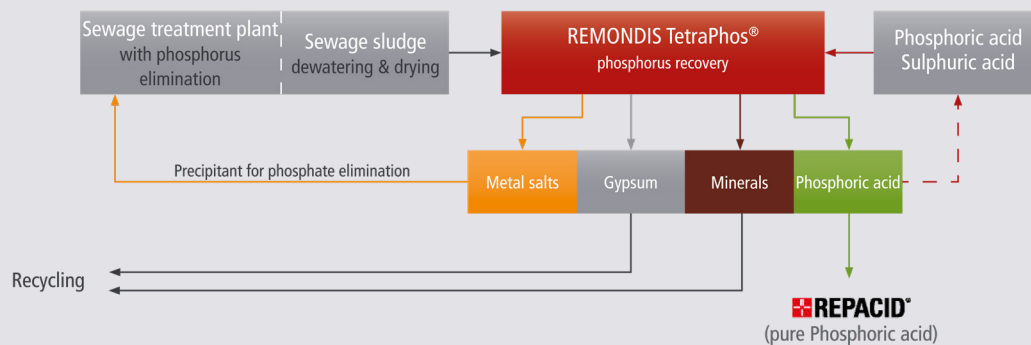 Sewage treatment plant
with phosphorus
elimination
Sewage sludge
dewatering & drying
REMONDIS TetraPhos®
phosphorus recovery
Phosphoric acid
Sulphuric acid
Precipitant for phosphate elimination
Metal salts
Gypsum
Minerals
Phosphoric acid
Recycling
REPACID®
(pure Phosphoric acid)